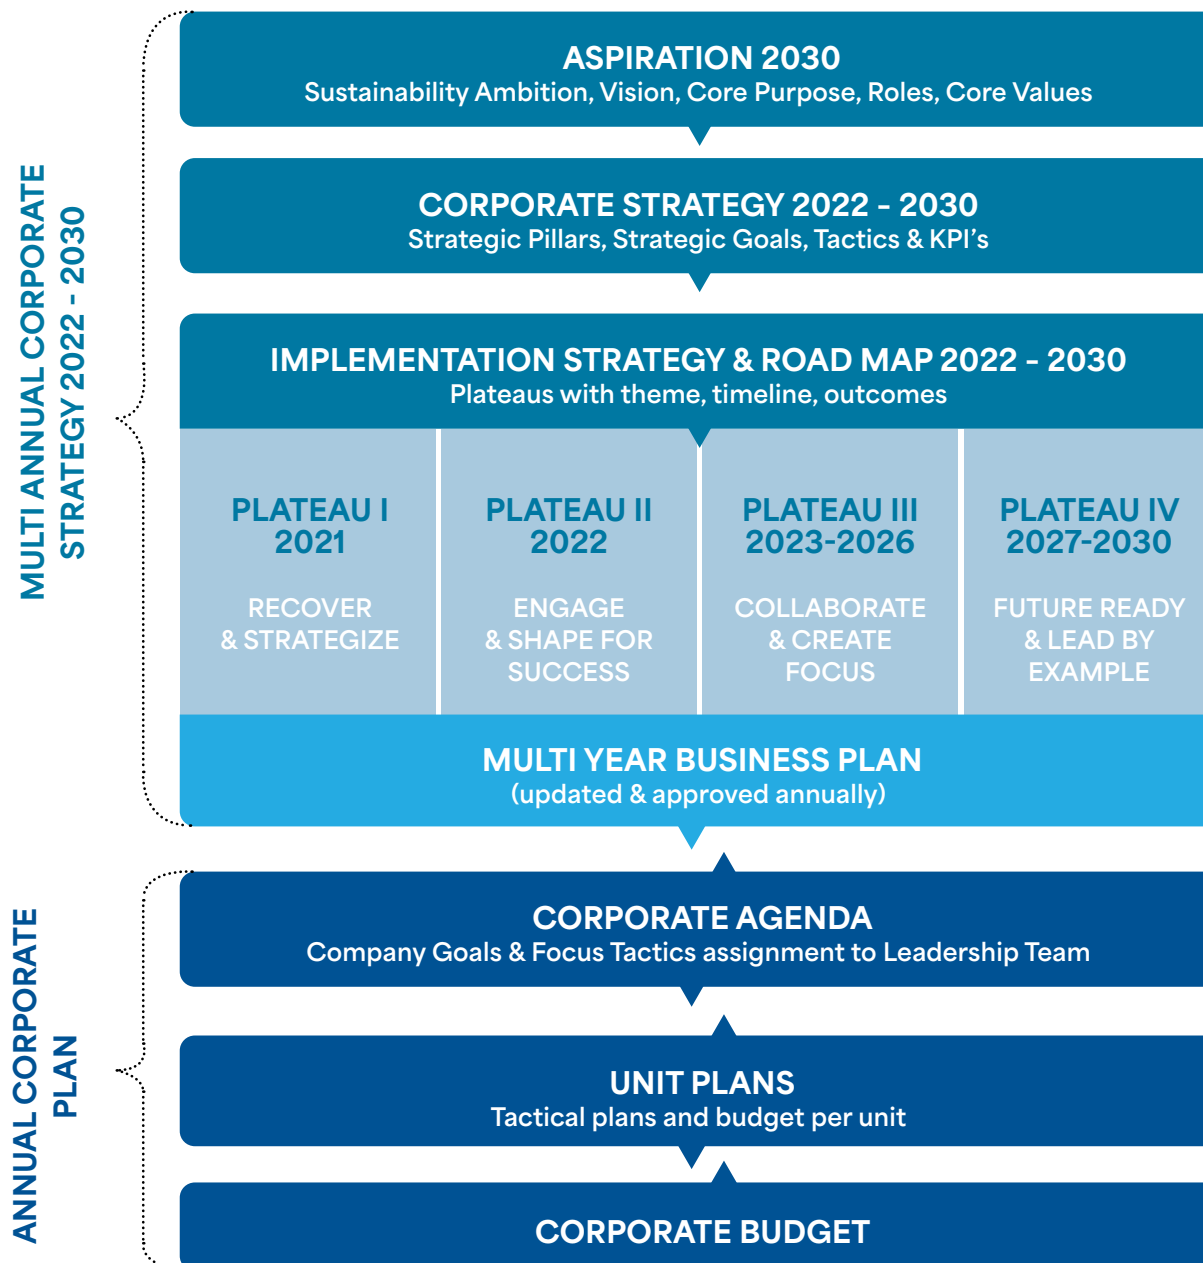 MULTI ANNUAL CORPORATE
STRATEGY 2022 - 2030
ASPIRATION 2030
Sustainability Ambition, Vision, Core Purpose, Roles, Core Values
CORPORATE STRATEGY 2022 – 2030
Strategic Pillars, Strategic Goals, Tactics & KPI's
IMPLEMENTATION STRATEGY & ROAD MAP 2022 – 2030
Plateaus with theme, timeline, outcomes
PLATEAU I
2021
RECOVER
& STRATEGIZE
PLATEAU II
2022
ENGAGE
& SHAPE FOR
SUCCESS
PLATEAU III
2023-2026
COLLABORATE
& CREATE
FOCUS
PLATEAU IV
2027-2030
FUTURE READY
& LEAD BY
EXAMPLE
MULTI YEAR BUSINESS PLAN
(updated & approved annually)
ANNUAL CORPORATE
PLAN
CORPORATE AGENDA
Company Goals & Focus Tactics assignment to Leadership Team
UNIT PLANS
Tactical plans and budget per unit
CORPORATE BUDGET